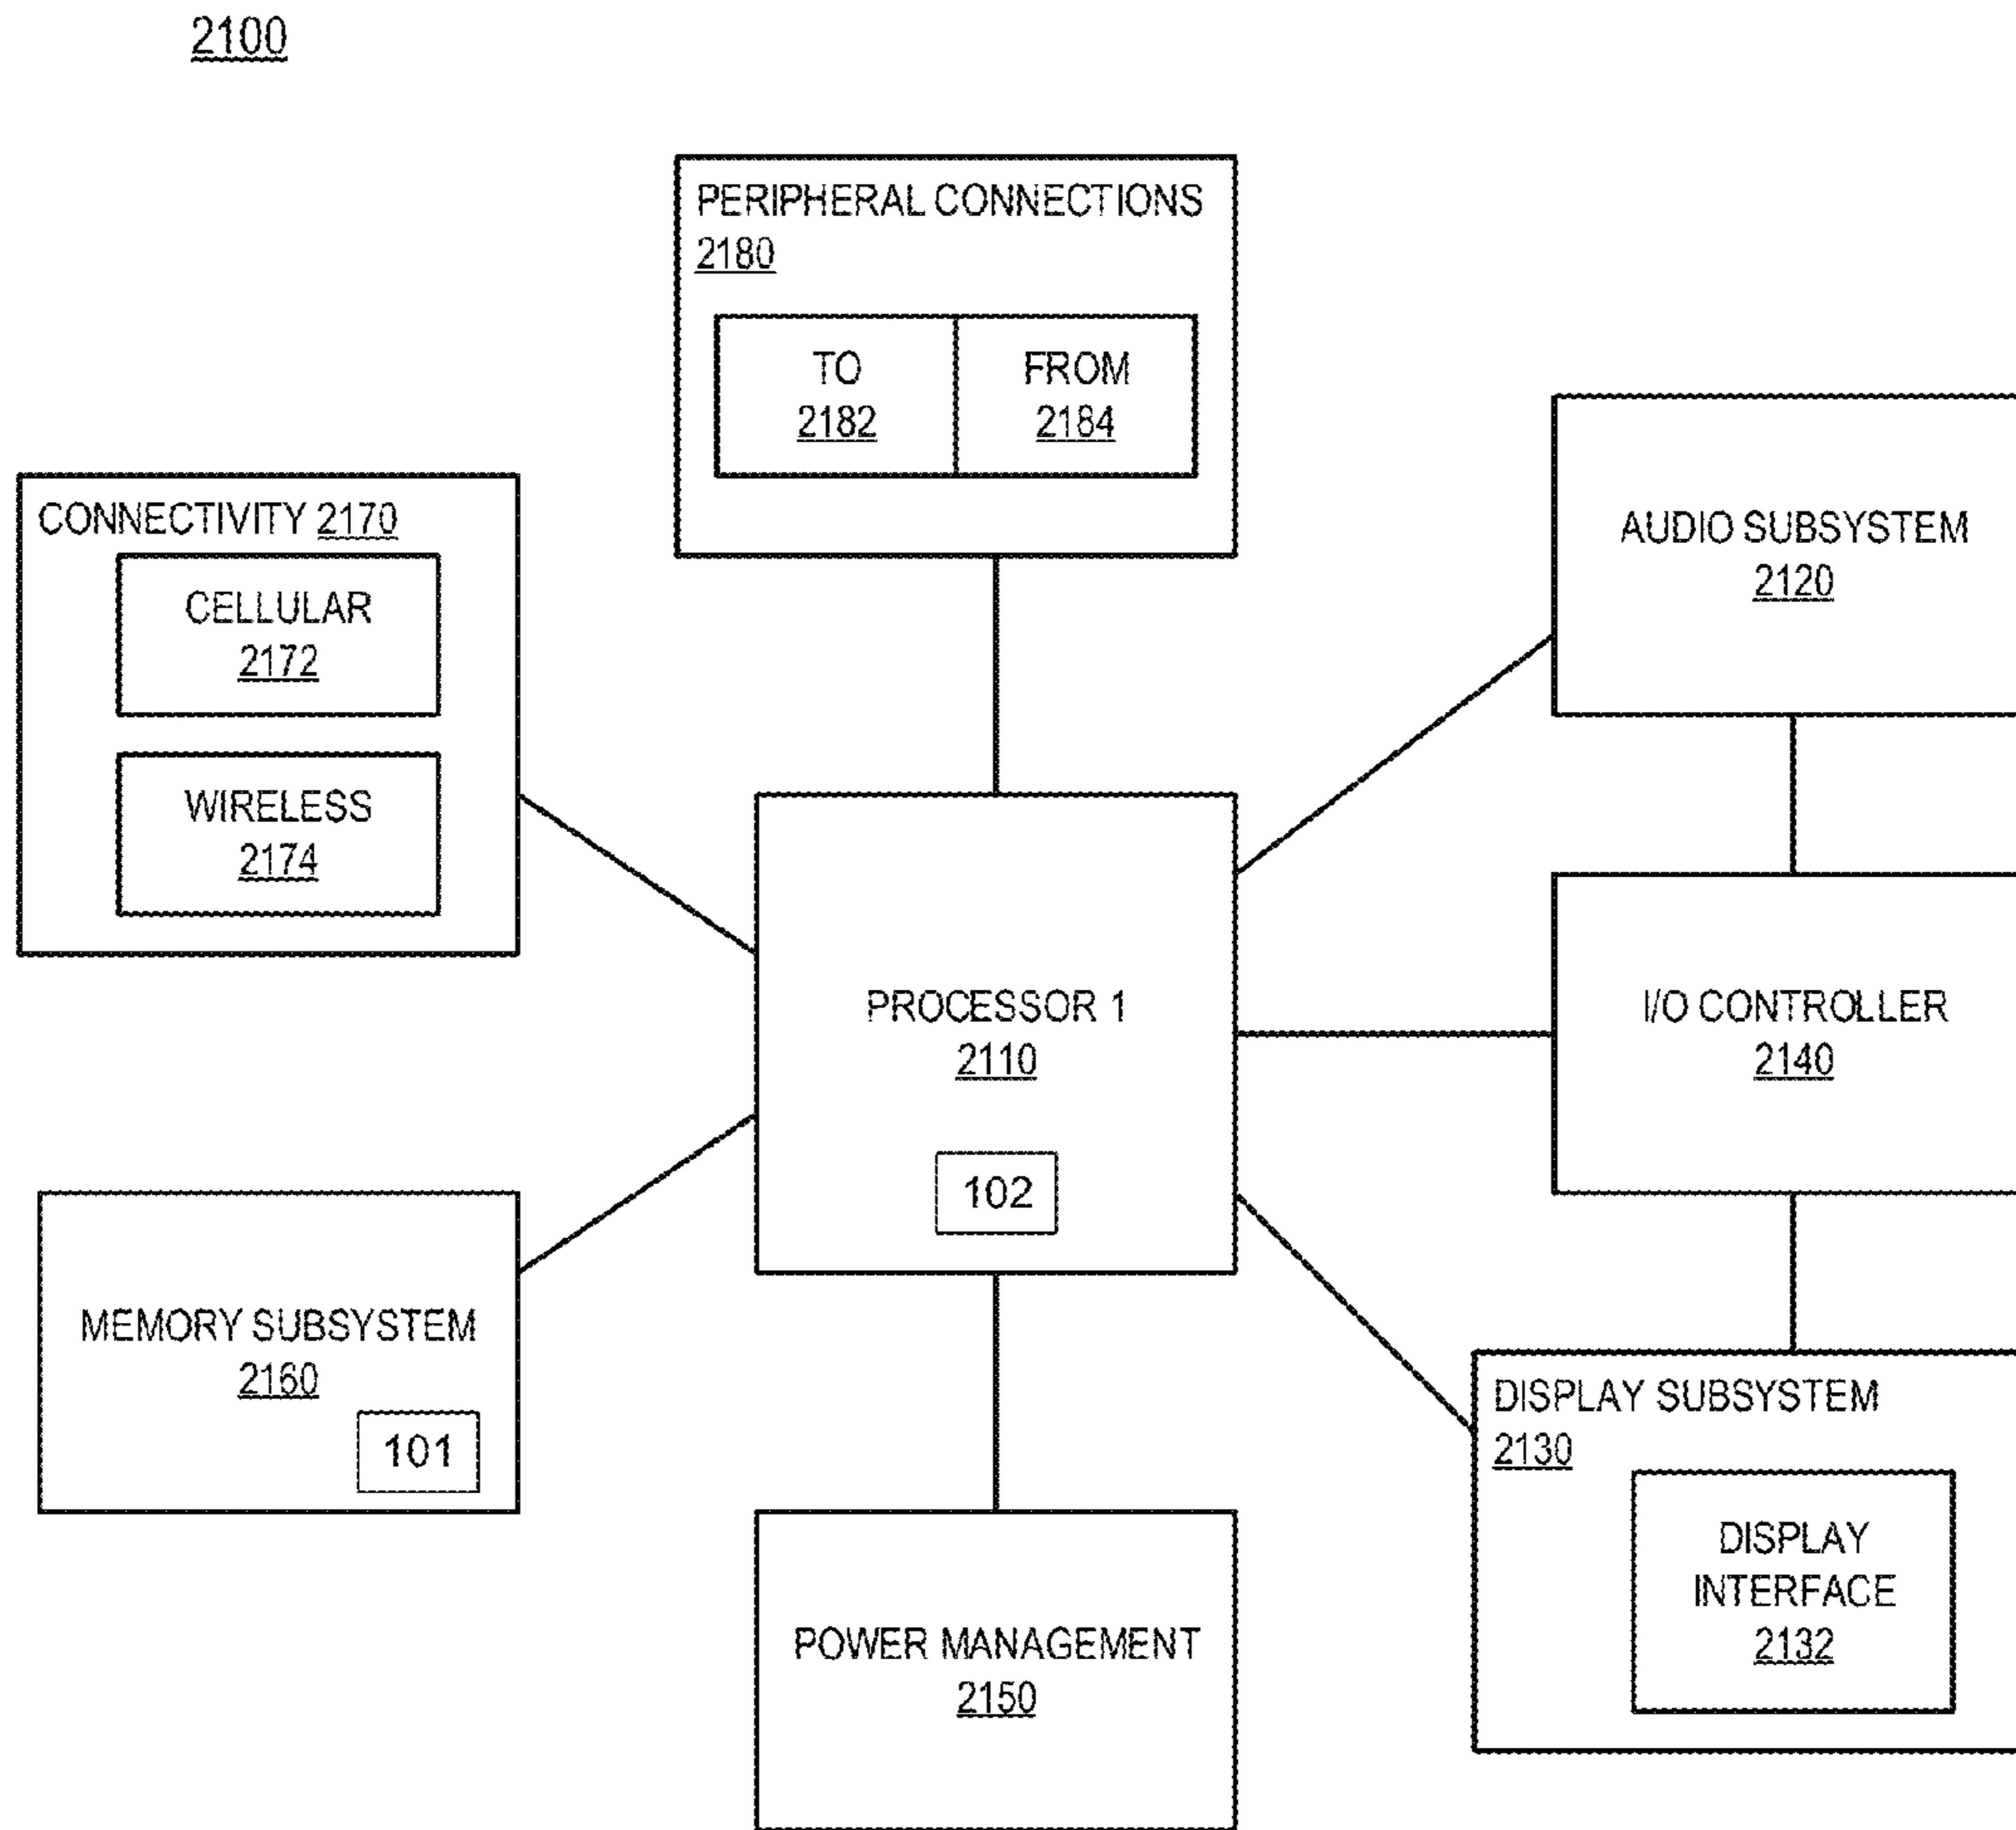 2100
PERIPHERAL CONNECTIONS
2180
TO
2182
FROM
2184
CONNECTIVITY 2170
CELLULAR
2172
WIRELESS
2174
AUDIO SUBSYSTEM
2120
PROCESSOR 1
2110
102
I/O CONTROLLER
2140
MEMORY SUBSYSTEM
2160
101
POWER MANAGEMENT
2150
DISPLAY SUBSYSTEM
2130
DISPLAY
INTERFACE
2132